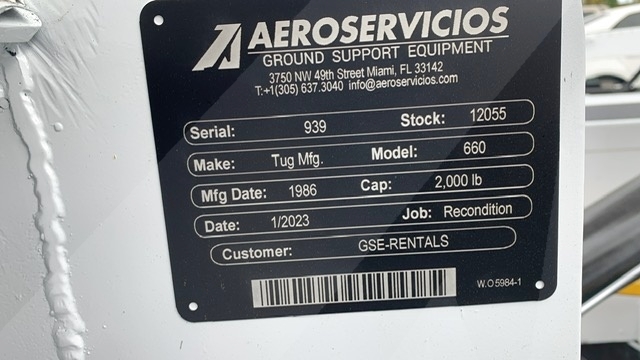 AEROSERVICIOS
GROUND SUPPORT EQUIPMENT
3750 NW 49th Street Miami, FL 33142
T:+1(305) 637.3040 info@aeroservicios.com
Serial: 939 Stock: 12055
Make: Tug Mfg. Model: 660
Mfg Date: 1986 Cap: 2,000 lb
Date: 1/2023 Job: Recondition
Customer: GSE-RENTALS
W.O 5984-1